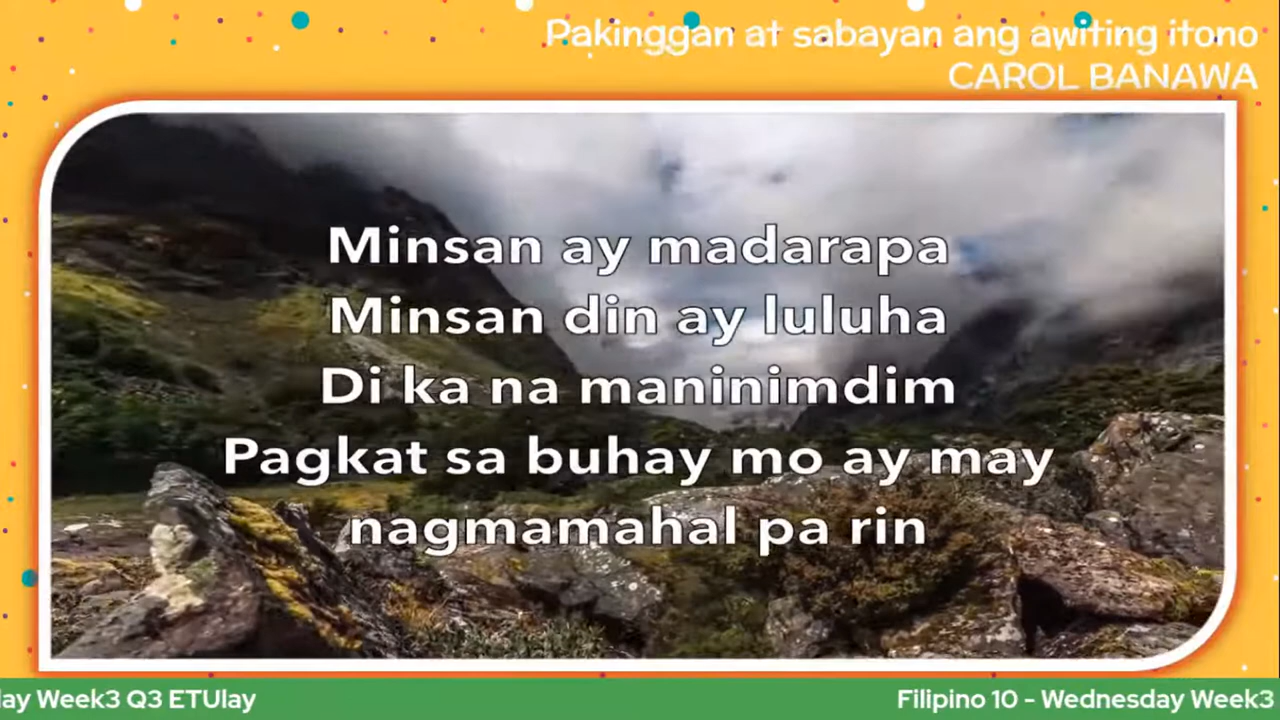 Pakinggan at sabayan ang awiting itono
CAROL BANAWA
Minsan ay madarapa
Minsan din ay luluha
Di ka na maninimdim
Pagkat sa buhay mo ay may
nagmamahal pa rin
lay Week3 Q3 ETUlay
Filipino 10 - Wednesday Week3